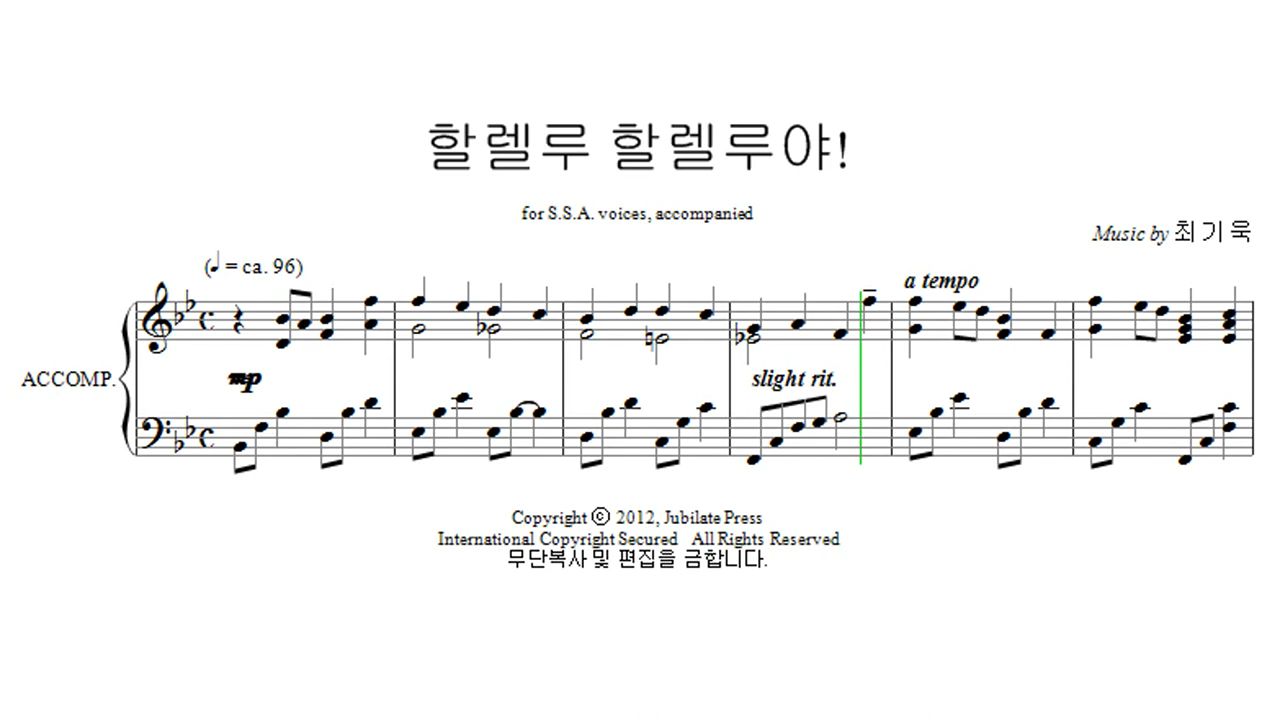 할렐루 할렐루야!
for S.S.A. voices, accompanied
Music by 최기욱
(♩ = ca. 96)
a tempo
ACCOMP.
mp
slight rit.
Copyright © 2012, Jubilate Press
International Copyright Secured All Rights Reserved
무단복사 및 편집을 금합니다.